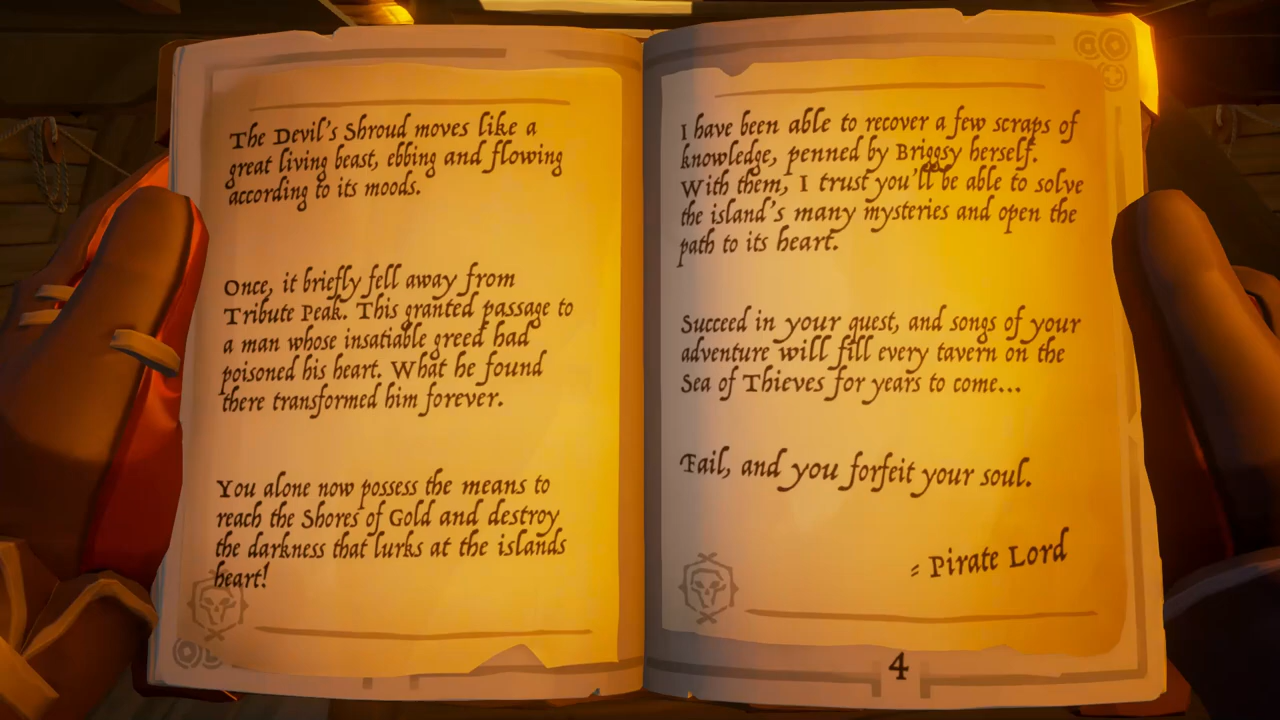 The Devil's Shroud moves like a
great living beast, ebbing and flowing
according to its moods.
Once, it briefly fell away from
Tribute Peak. This granted passage to
a man whose insatiable greed had
poisoned his heart. What he found
there transformed him forever.
You alone now possess the means to
reach the Shores of Gold and destroy
the darkness that lurks at the islands
heart!
I have been able to recover a few scraps of
knowledge, penned by Briggsy herself.
With them, I trust you'll be able to solve
the island's many mysteries and open the
path to its heart.
Succeed in your quest, and songs of your
adventure will fill every tavern on the
Sea of Thieves for years to come...
Fail, and you forfeit your soul.
- Pirate Lord
4